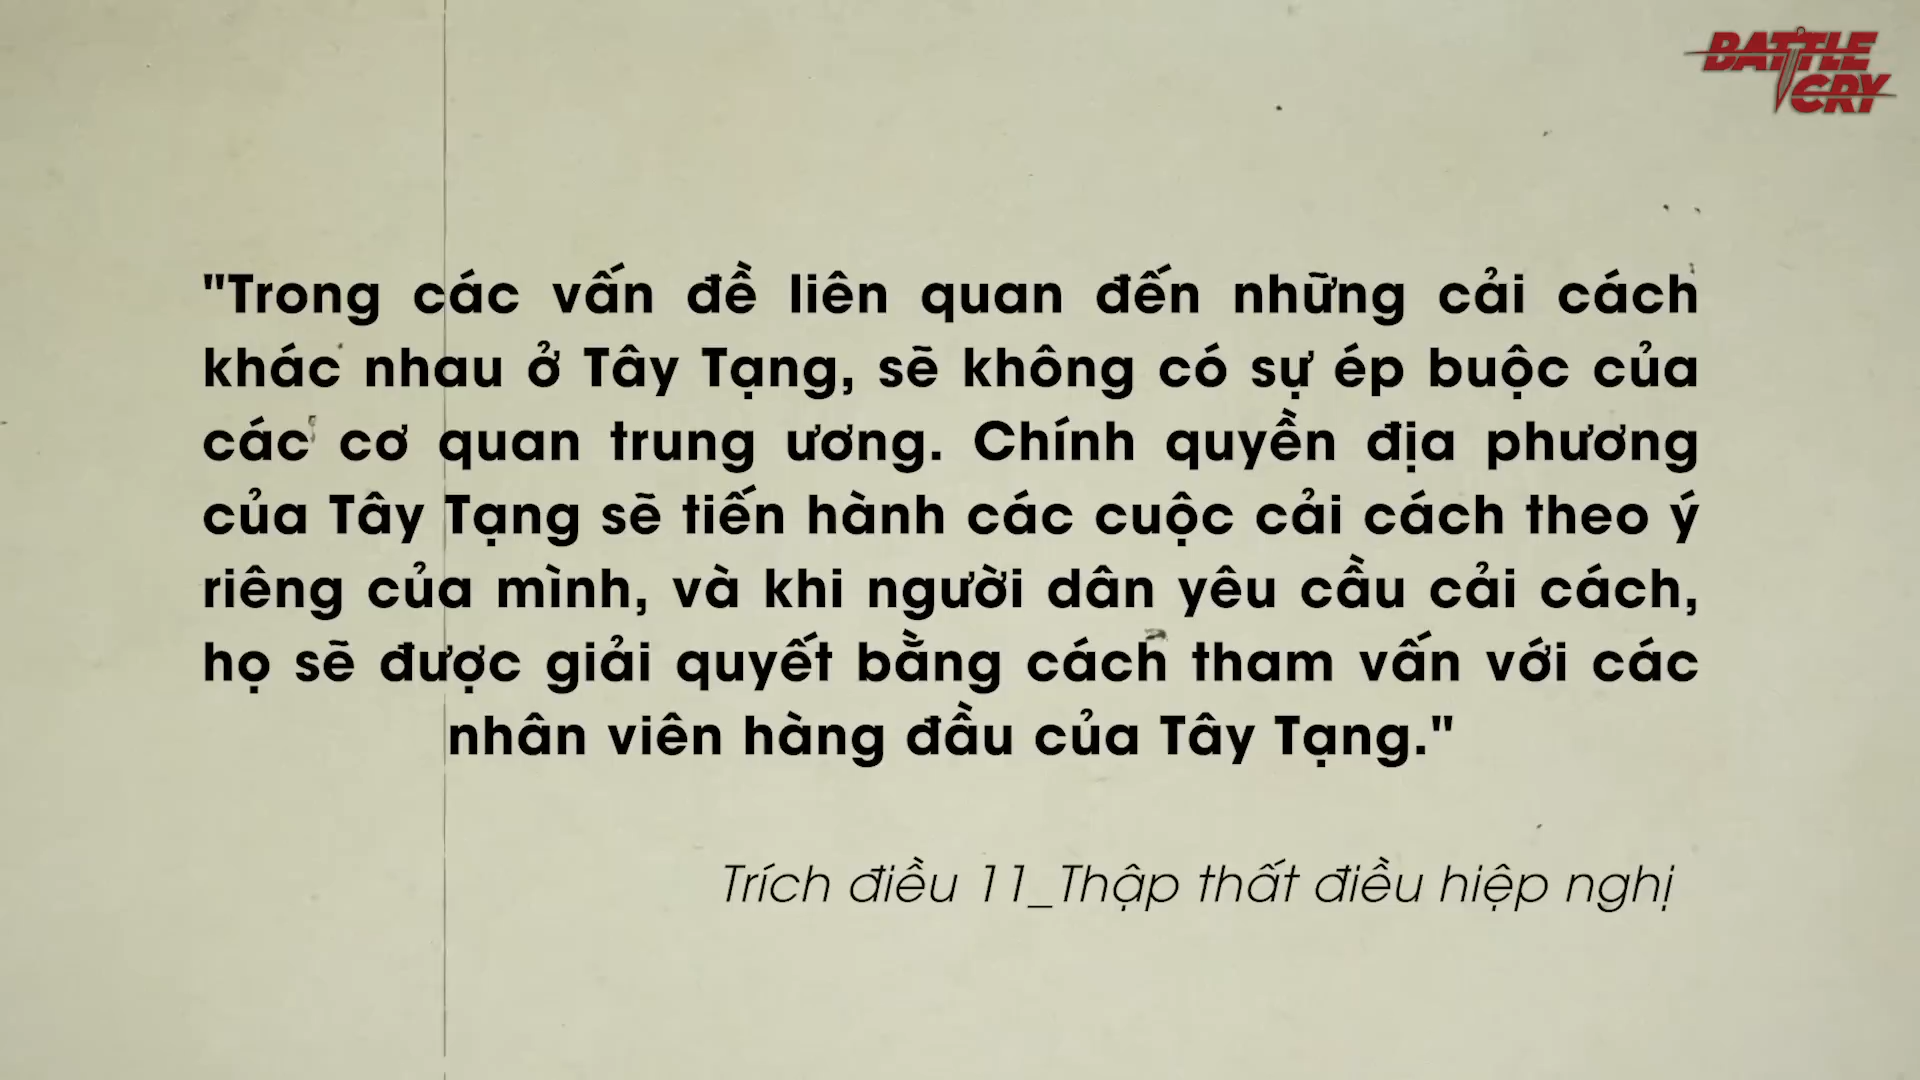 BATTLE
CRY
"Trong các vấn đề liên quan đến những cải cách
khác nhau ở Tây Tạng, sẽ không có sự ép buộc của
các cơ quan trung ương. Chính quyền địa phương
của Tây Tạng sẽ tiến hành các cuộc cải cách theo ý
riêng của mình, và khi người dân yêu cầu cải cách,
họ sẽ được giải quyết bằng cách tham vấn với các
nhân viên hàng đầu của Tây Tạng."
Trích điều 11_Thập thất điều hiệp nghị